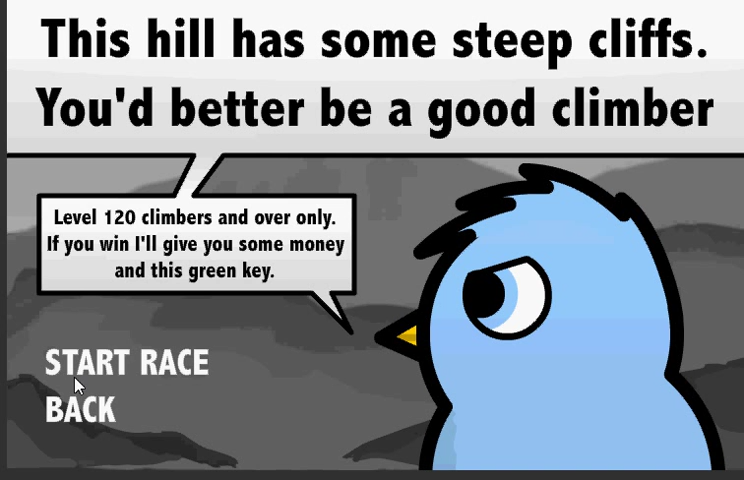 This hill has some steep cliffs.
You'd better be a good climber
Level 120 climbers and over only.
If you win I'll give you some money
and this green key.
START RACE
BACK